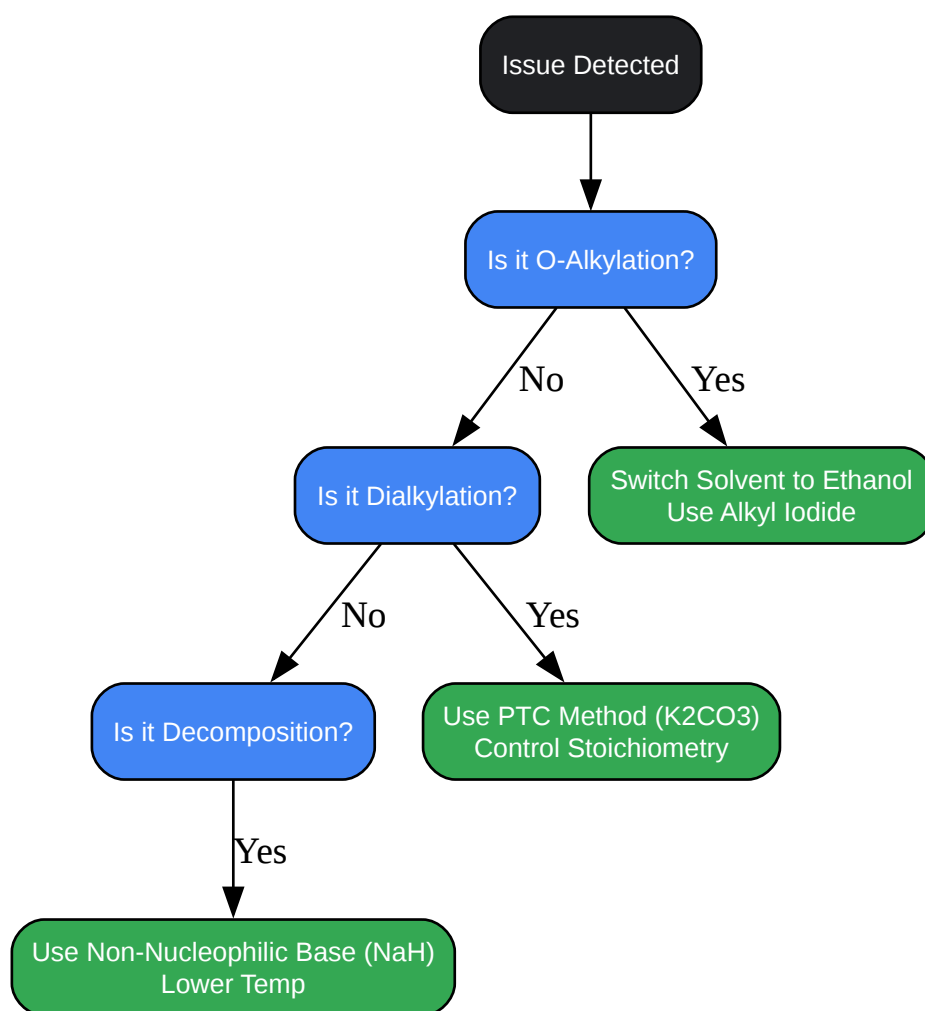 Issue Detected
Is it O-Alkylation?
No
Yes
Is it Dialkylation?
Switch Solvent to Ethanol
Use Alkyl Iodide
No
Yes
Is it Decomposition?
Use PTC Method (K2CO3)
Control Stoichiometry
Yes
Use Non-Nucleophilic Base (NaH)
Lower Temp